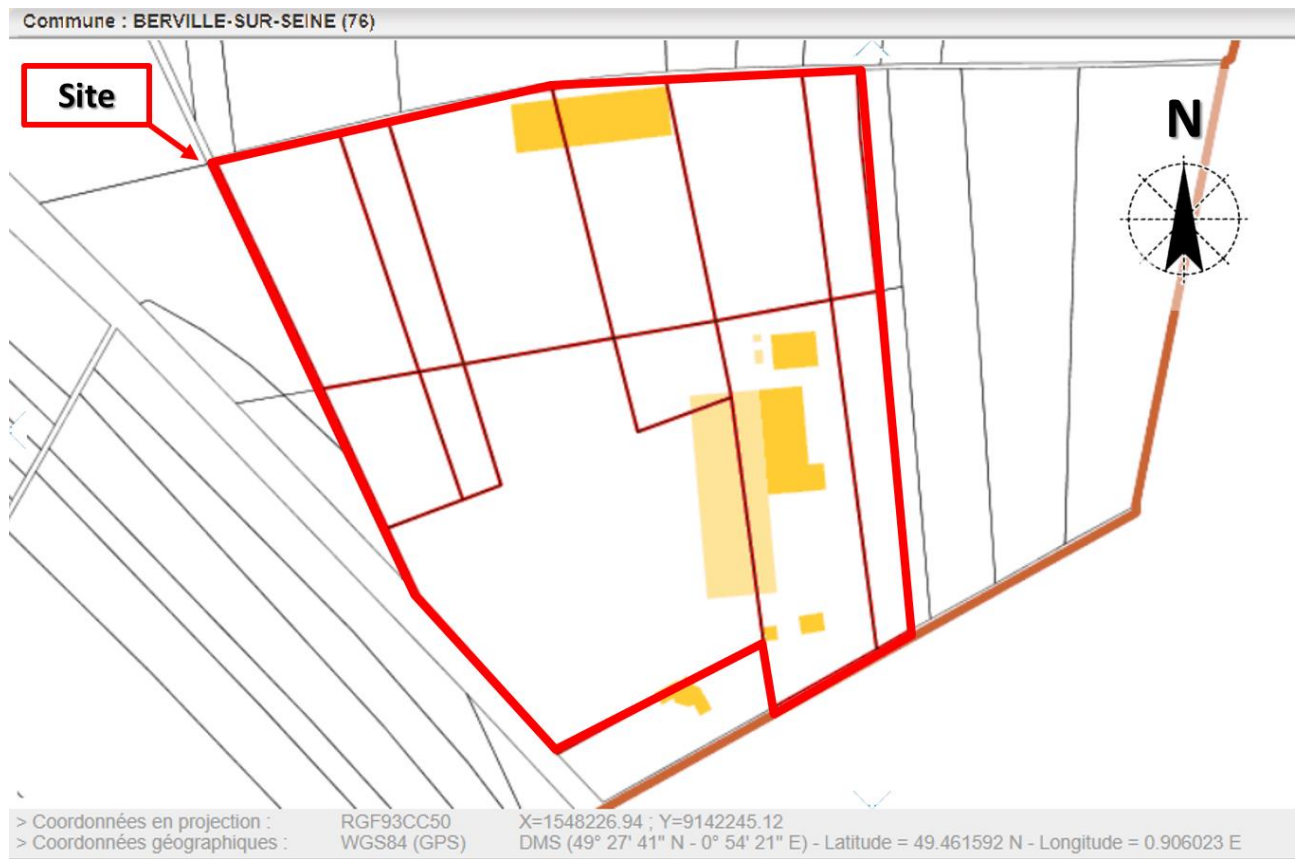 Commune : BERVILLE-SUR-SEINE (76)
Site
N
> Coordonnées en projection : RGF93CC50 X=1548226.94 ; Y=9142245.12
> Coordonnées géographiques : WGS84 (GPS) DMS (49° 27' 41" N - 0° 54' 21" E) - Latitude = 49.461592 N - Longitude = 0.906023 E